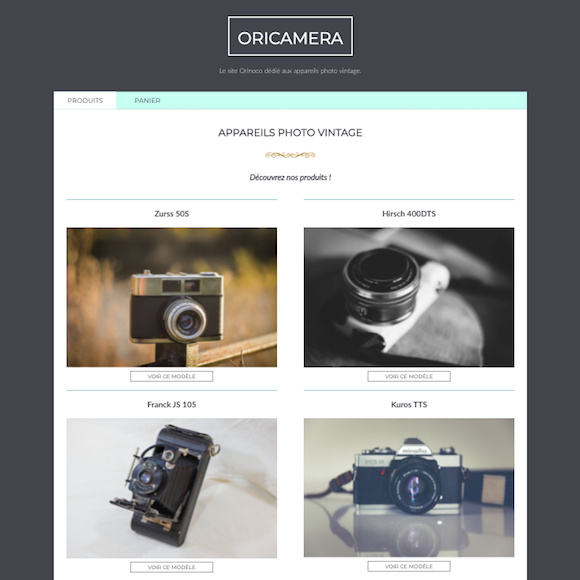 ORICAMERA
Le site Orinoco dédié aux appareils photo vintage.
PRODUITS PANIER
APPAREILS PHOTO VINTAGE
Découvrez nos produits !
Zurss 50S
Hirsch 400DTS
VOIR CE MODÈLE
VOIR CE MODÈLE
Franck JS 105
Kuros TTS
minolta
VOIR CE MODÈLE
VOIR CE MODÈLE